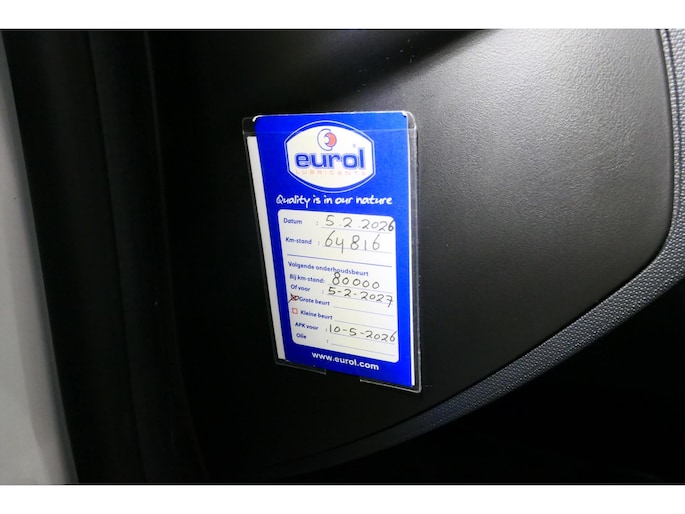 eurol
LUBRICANTS
Quality is in our nature
Datum : 5.2.2026
Km-stand : 64816
Volgende onderhoudsbeurt
Bij km-stand: 80000
Of voor : 5-2-2027
Grote beurt
Kleine beurt
APK voor : 10-5-2026
Olie :
www.eurol.com